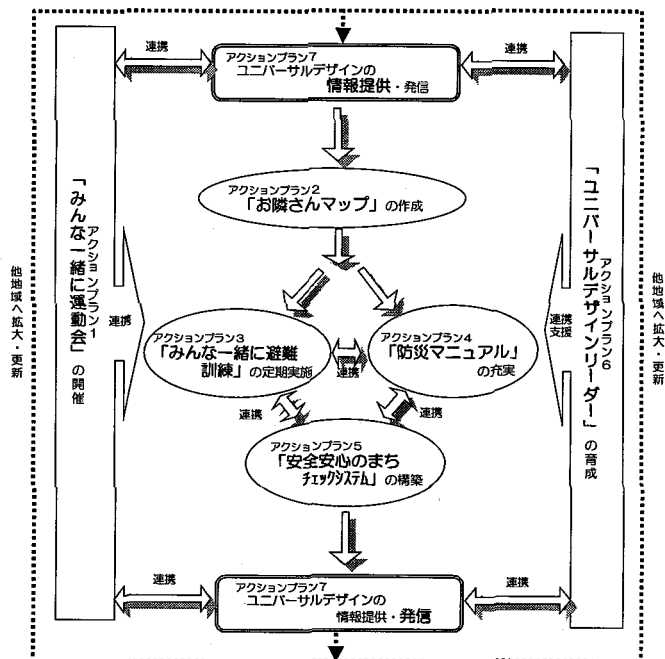 連携
アクションプラン7
ユニバーサルデザインの
情報提供・発信
連携
アクションプラン2
「お隣さんマップ」の作成
他地域へ拡大・更新
アクションプラン1
「みんな一緒に運動会」の開催
連携
アクションプラン3
「みんな一緒に避難
訓練」の定期実施
連携
アクションプラン4
「防災マニュアル」
の充実
連携
支援
アクションプラン6
「ユニバーサルデザインリーダー」の育成
他地域へ拡大・更新
連携
連携
アクションプラン5
「安全安心のまち
チェックシステム」の構築
連携
アクションプラン7
ユニバーサルデザインの
情報提供・発信
連携